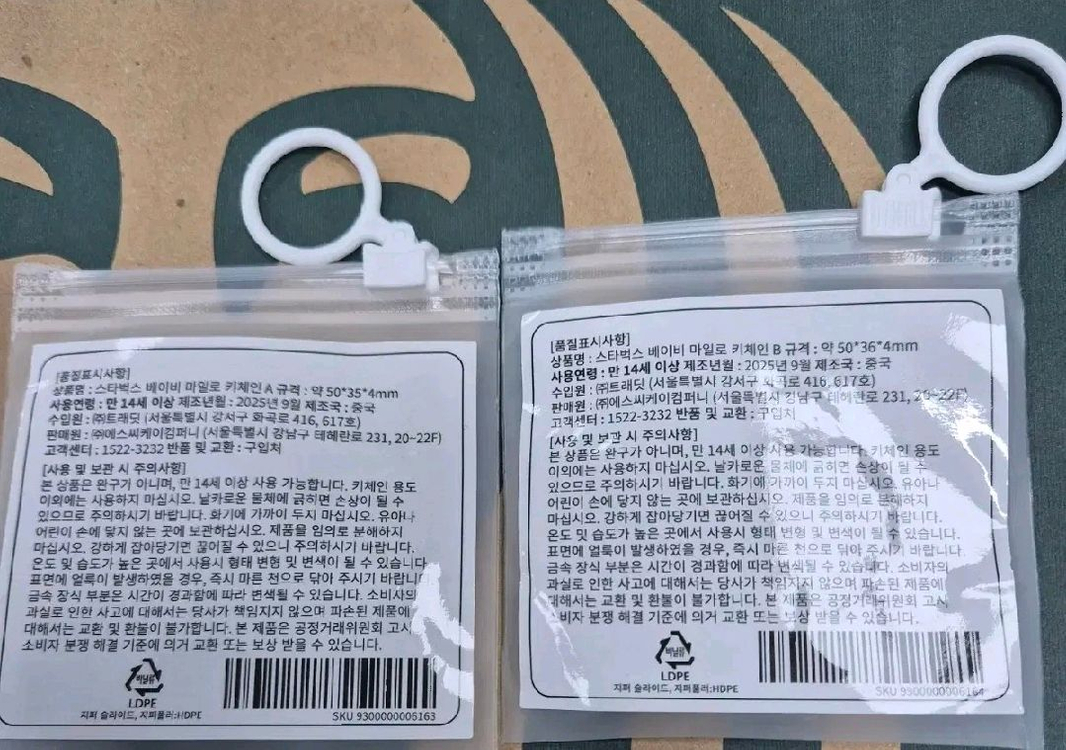 [품질표시사항]
상품명 : 스타벅스 베이비 마일로 키체인 A 규격 : 약 50*35*4mm
사용연령 : 만 14세 이상 제조년월 : 2025년 9월 제조국 : 중국
수입원 : ㈜트래딧 (서울특별시 강서구 화곡로 416, 617호)
판매원 : ㈜에스씨케이컴퍼니 (서울특별시 강남구 테헤란로 231, 20~22F)
고객센터 : 1522-3232 반품 및 교환 : 구입처
[사용 및 보관 시 주의사항]
본 상품은 완구가 아니며, 만 14세 이상 사용 가능합니다. 키체인 용도
이외에는 사용하지 마십시오. 날카로운 물체에 긁히면 손상이 될 수
있으므로 주의하시기 바랍니다. 화기에 가까이 두지 마십시오. 유아나
어린이 손에 닿지 않는 곳에 보관하십시오. 제품을 임의로 분해하지
마십시오. 강하게 잡아당기면 끊어질 수 있으니 주의하시기 바랍니다.
온도 및 습도가 높은 곳에서 사용시 형태 변형 및 변색이 될 수 있습니다.
표면에 얼룩이 발생하였을 경우, 즉시 마른 천으로 닦아 주시기 바랍니다.
금속 장식 부분은 시간이 경과함에 따라 변색될 수 있습니다. 소비자의
과실로 인한 사고에 대해서는 당사가 책임지지 않으며 파손된 제품에
대해서는 교환 및 환불이 불가합니다. 본 제품은 공정거래위원회 고시
소비자 분쟁 해결 기준에 의거 교환 또는 보상 받을 수 있습니다.
비닐류
LDPE
지퍼 슬라이드, 지퍼풀러:HDPE
SKU 9300000006163
[품질표시사항]
상품명 : 스타벅스 베이비 마일로 키체인 B 규격 : 약 50*36*4mm
사용연령 : 만 14세 이상 제조년월 : 2025년 9월 제조국 : 중국
수입원 : ㈜트래딧 (서울특별시 강서구 화곡로 416, 617호)
판매원 : ㈜에스씨케이컴퍼니 (서울특별시 강남구 테헤란로 231, 20~22F)
고객센터 : 1522-3232 반품 및 교환 : 구입처
[사용 및 보관 시 주의사항]
본 상품은 완구가 아니며, 만 14세 이상 사용 가능합니다. 키체인 용도
이외에는 사용하지 마십시오. 날카로운 물체에 긁히면 손상이 될 수
있으므로 주의하시기 바랍니다. 화기에 가까이 두지 마십시오. 유아나
어린이 손에 닿지 않는 곳에 보관하십시오. 제품을 임의로 분해하지
마십시오. 강하게 잡아당기면 끊어질 수 있으니 주의하시기 바랍니다.
온도 및 습도가 높은 곳에서 사용시 형태 변형 및 변색이 될 수 있습니다.
표면에 얼룩이 발생하였을 경우, 즉시 마른 천으로 닦아 주시기 바랍니다.
금속 장식 부분은 시간이 경과함에 따라 변색될 수 있습니다. 소비자의
과실로 인한 사고에 대해서는 당사가 책임지지 않으며 파손된 제품에
대해서는 교환 및 환불이 불가합니다. 본 제품은 공정거래위원회 고시
소비자 분쟁 해결 기준에 의거 교환 또는 보상 받을 수 있습니다.
비닐류
LDPE
지퍼 슬라이드, 지퍼풀러:HDPE
SKU 9300000006164